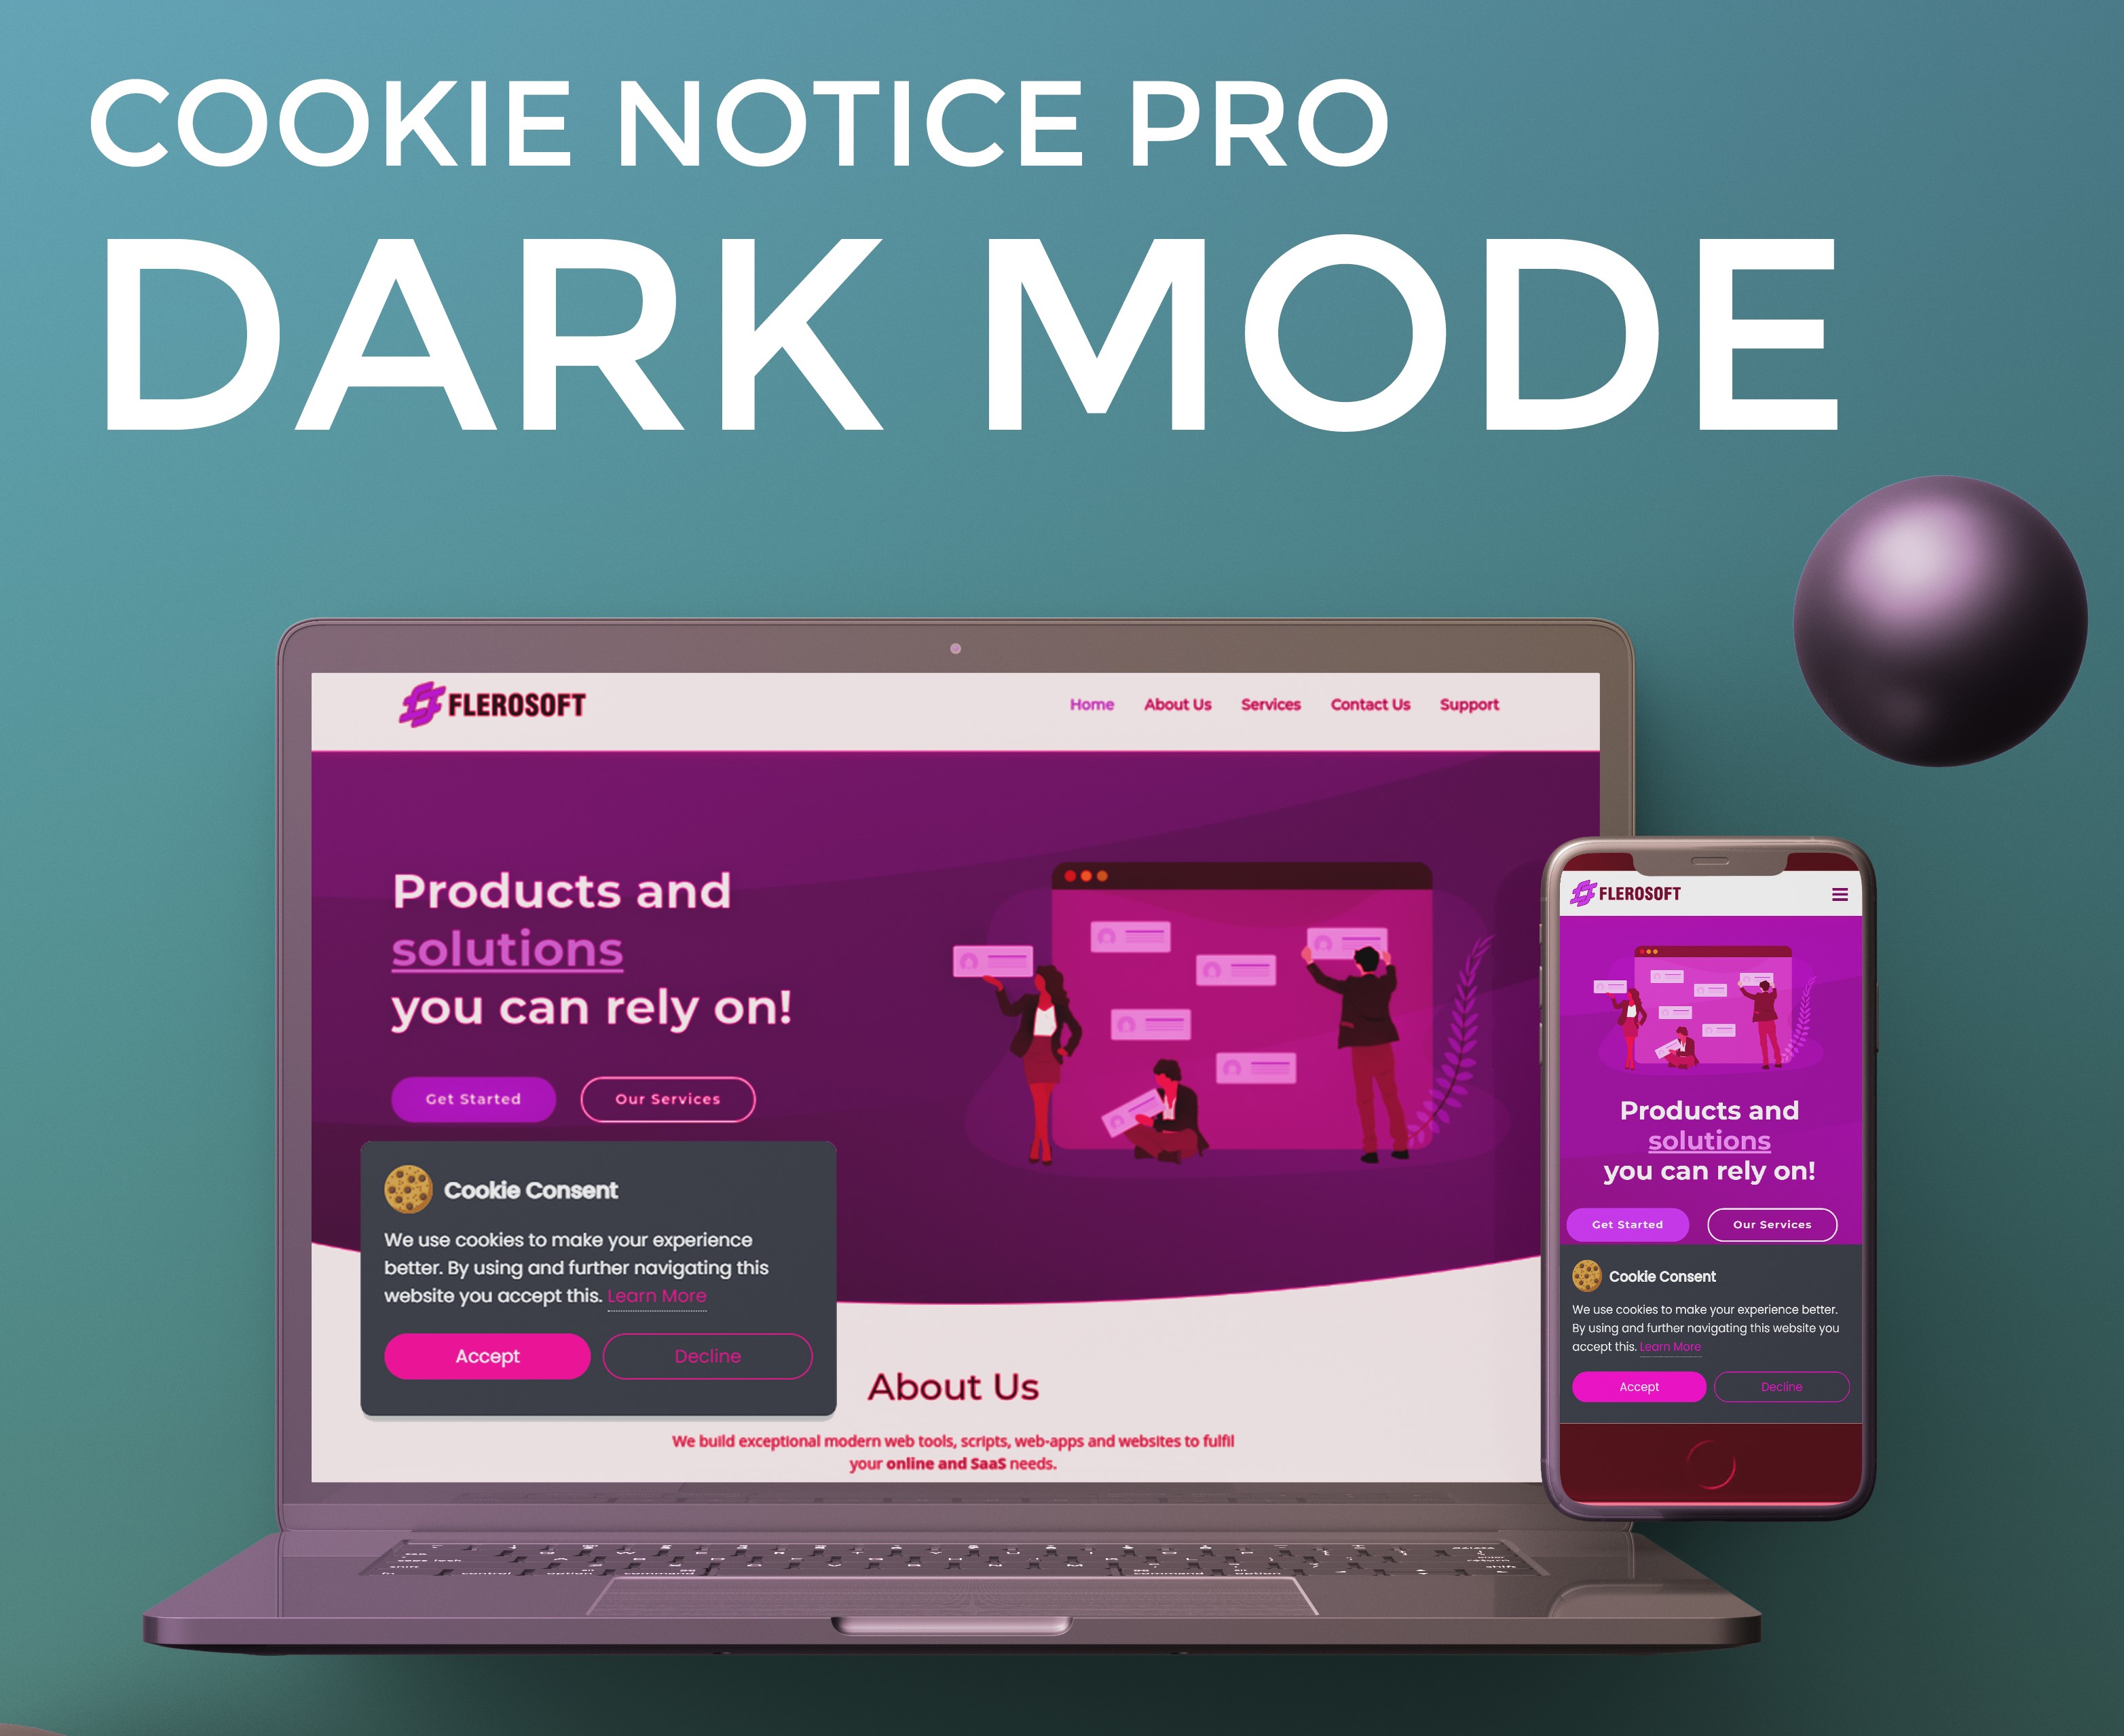 COOKIE NOTICE PRO
DARK MODE
FLEROSOFT
Home About Us Services Contact Us Support
Products and
solutions
you can rely on!
Get Started Our Services
Cookie Consent
We use cookies to make your experience
better. By using and further navigating this
website you accept this. Learn More
Accept Decline
About Us
We build exceptional modern web tools, scripts, web-apps and websites to fulfil
your online and SaaS needs.
FLEROSOFT
Products and
solutions
you can rely on!
Get Started Our Services
Cookie Consent
We use cookies to make your experience better.
By using and further navigating this website you
accept this. Learn More
Accept Decline